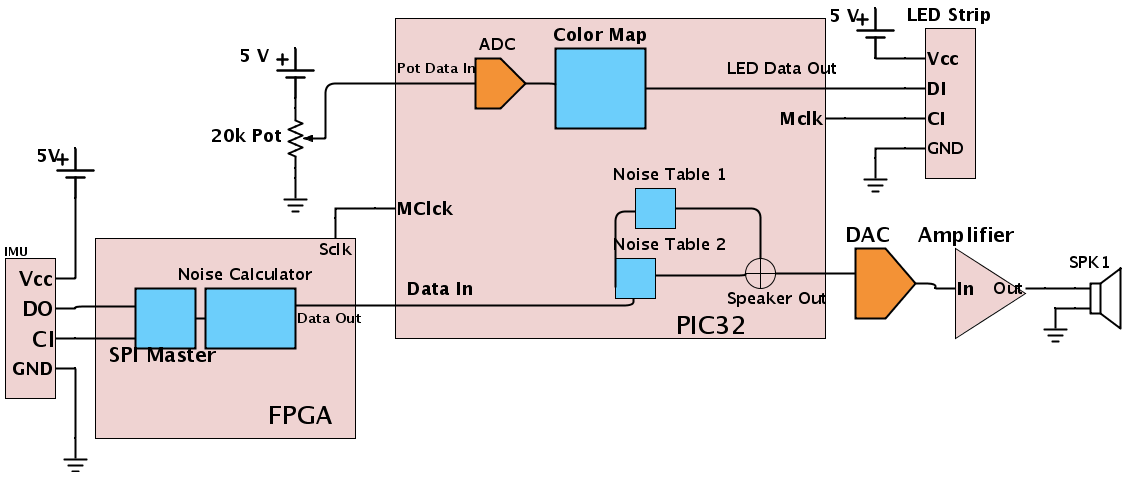 5 V
LED Strip
ADC
Color Map
5 V
Vcc
Pot Data In
LED Data Out
DI
Mclk
CI
20k Pot
GND
5V
Noise Table 1
MClck
IMU
Sclk
Noise Table 2
DAC
Amplifier
Vcc
Noise Calculator
SPK1
DO
Data In
Speaker Out
In
Out
Data Out
CI
SPI Master
PIC32
GND
FPGA